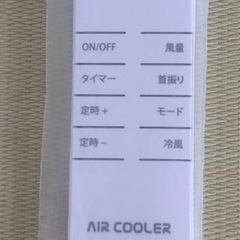 ON/OFF 風量
タイマー 首振り
定時＋ モード
定時－ 冷風
AIR COOLER